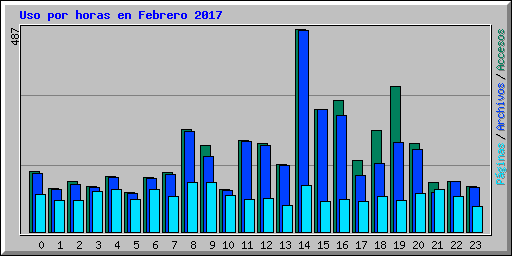 Uso por horas en Febrero 2017
487
Páginas / Archivos / Accesos
0 1 2 3 4 5 6 7 8 9 10 11 12 13 14 15 16 17 18 19 20 21 22 23